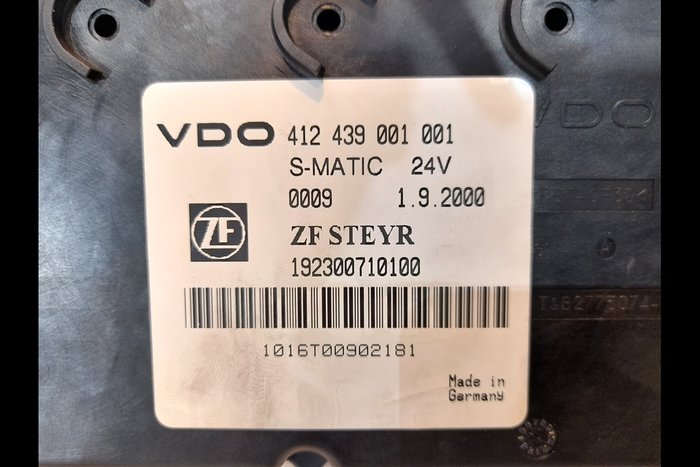 VDO 412 439 001 001
S-MATIC 24V
0009 1.9.2000
ZF ZF STEYR
192300710100
1016T00902181
Made in
Germany
VDO